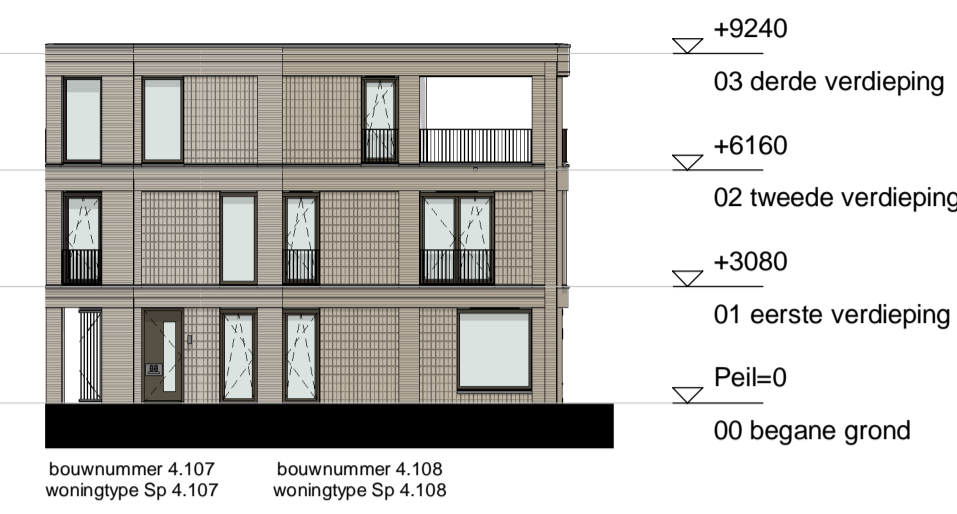 +9240
03 derde verdieping
+6160
02 tweede verdieping
+3080
01 eerste verdieping
Peil=0
00 begane grond
bouwnummer 4.107
woningtype Sp 4.107
bouwnummer 4.108
woningtype Sp 4.108